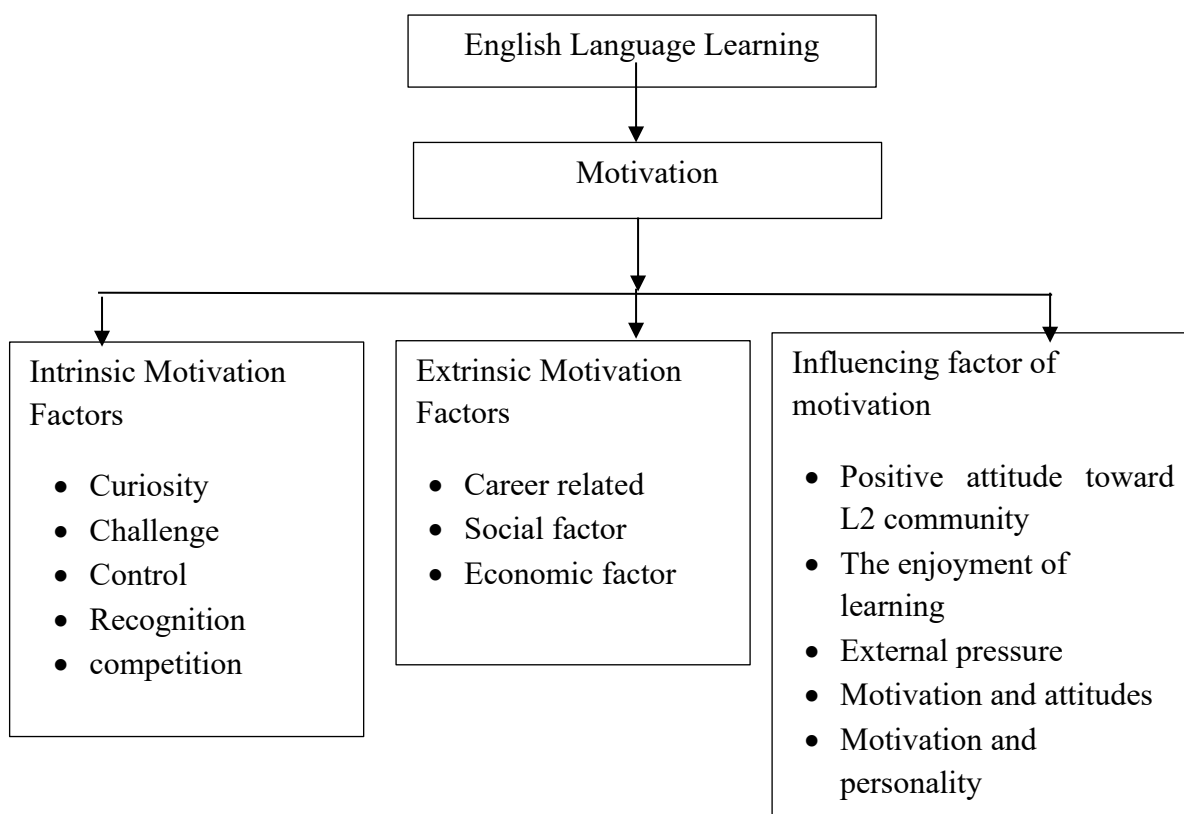 English Language Learning
Motivation
Intrinsic Motivation
Factors
• Curiosity
• Challenge
• Control
• Recognition
• competition
Extrinsic Motivation
Factors
• Career related
• Social factor
• Economic factor
Influencing factor of
motivation
• Positive attitude toward
L2 community
• The enjoyment of
learning
• External pressure
• Motivation and attitudes
• Motivation and
personality